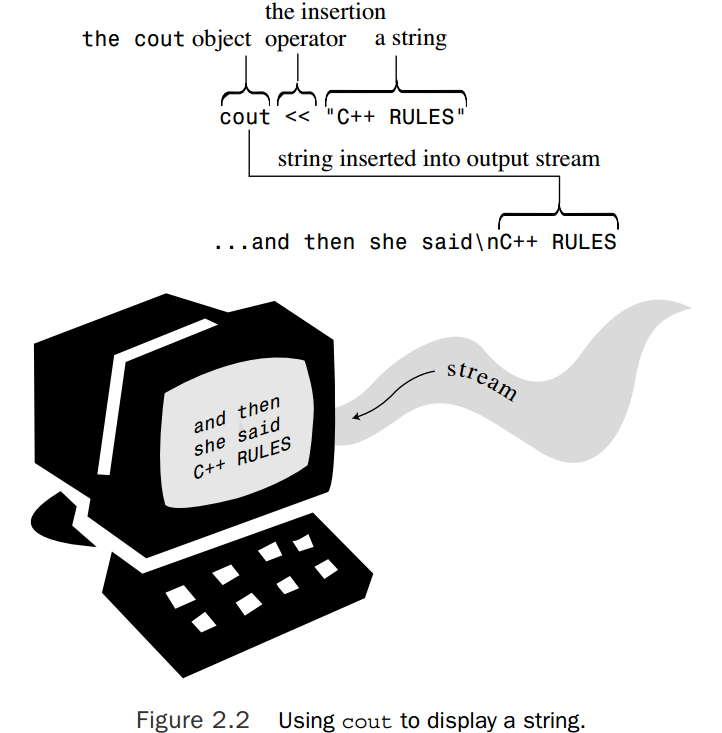 the insertion
the cout object operator a string
cout << "C++ RULES"
string inserted into output stream
...and then she said\nC++ RULES
stream
and then
she said
C++ RULES
Figure 2.2 Using cout to display a string.